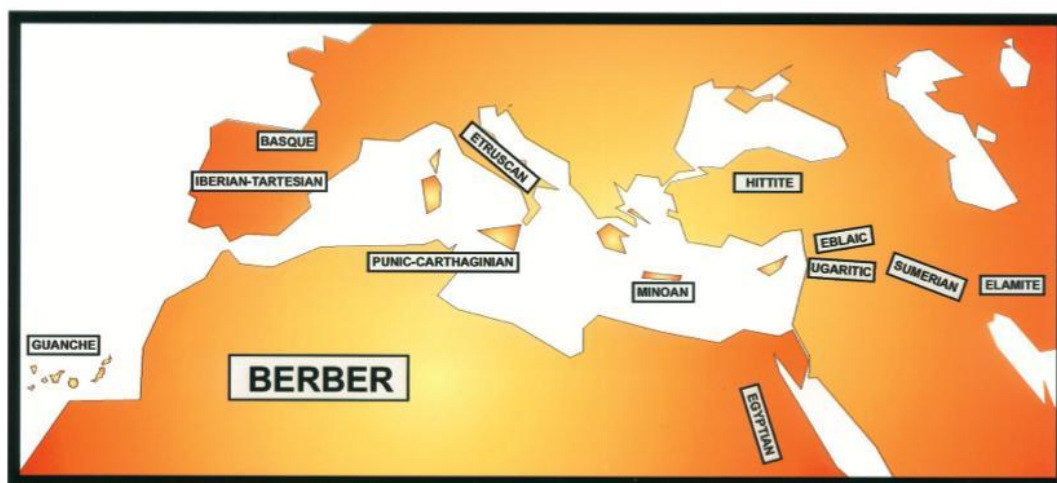 BASQUE
ETRUSCAN
IBERIAN-TARTESIAN
HITTITE
PUNIC-CARTHAGINIAN
EBLAIC
UGARITIC
SUMERIAN
ELAMITE
MINOAN
GUANCHE
BERBER
EGYPTIAN